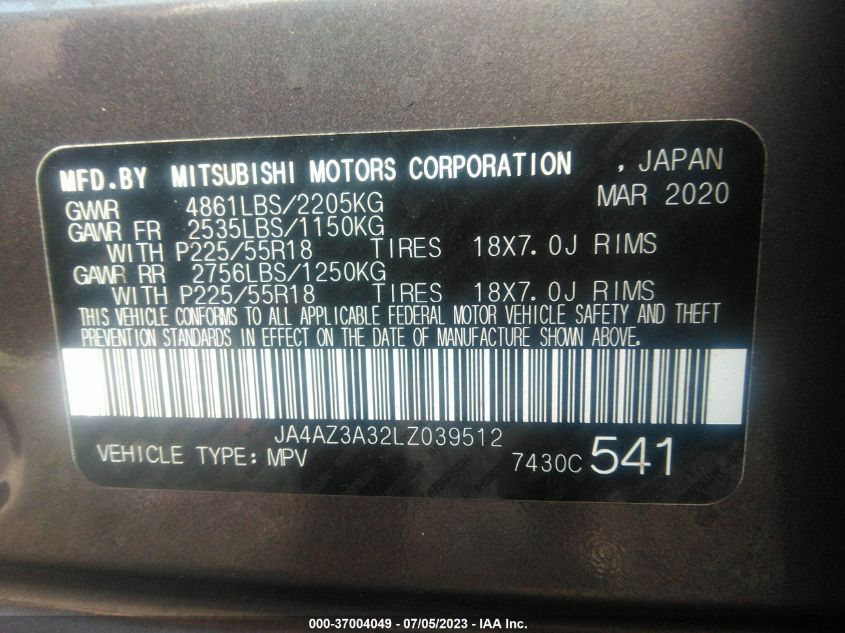 MFD.BY MITSUBISHI MOTORS CORPORATION , JAPAN
GVWR 4861LBS/2205KG MAR 2020
GAWR FR 2535LBS/1150KG
WITH P225/55R18 TIRES 18X7.0J RIMS
GAWR RR 2756LBS/1250KG
WITH P225/55R18 TIRES 18X7.0J RIMS
THIS VEHICLE CONFORMS TO ALL APPLICABLE FEDERAL MOTOR VEHICLE SAFETY AND THEFT
PREVENTION STANDARDS IN EFFECT ON THE DATE OF MANUFACTURE SHOWN ABOVE.
JA4AZ3A32LZ039512
VEHICLE TYPE: MPV 7430C 541
000-37004049 - 07/05/2023 - IAA Inc.